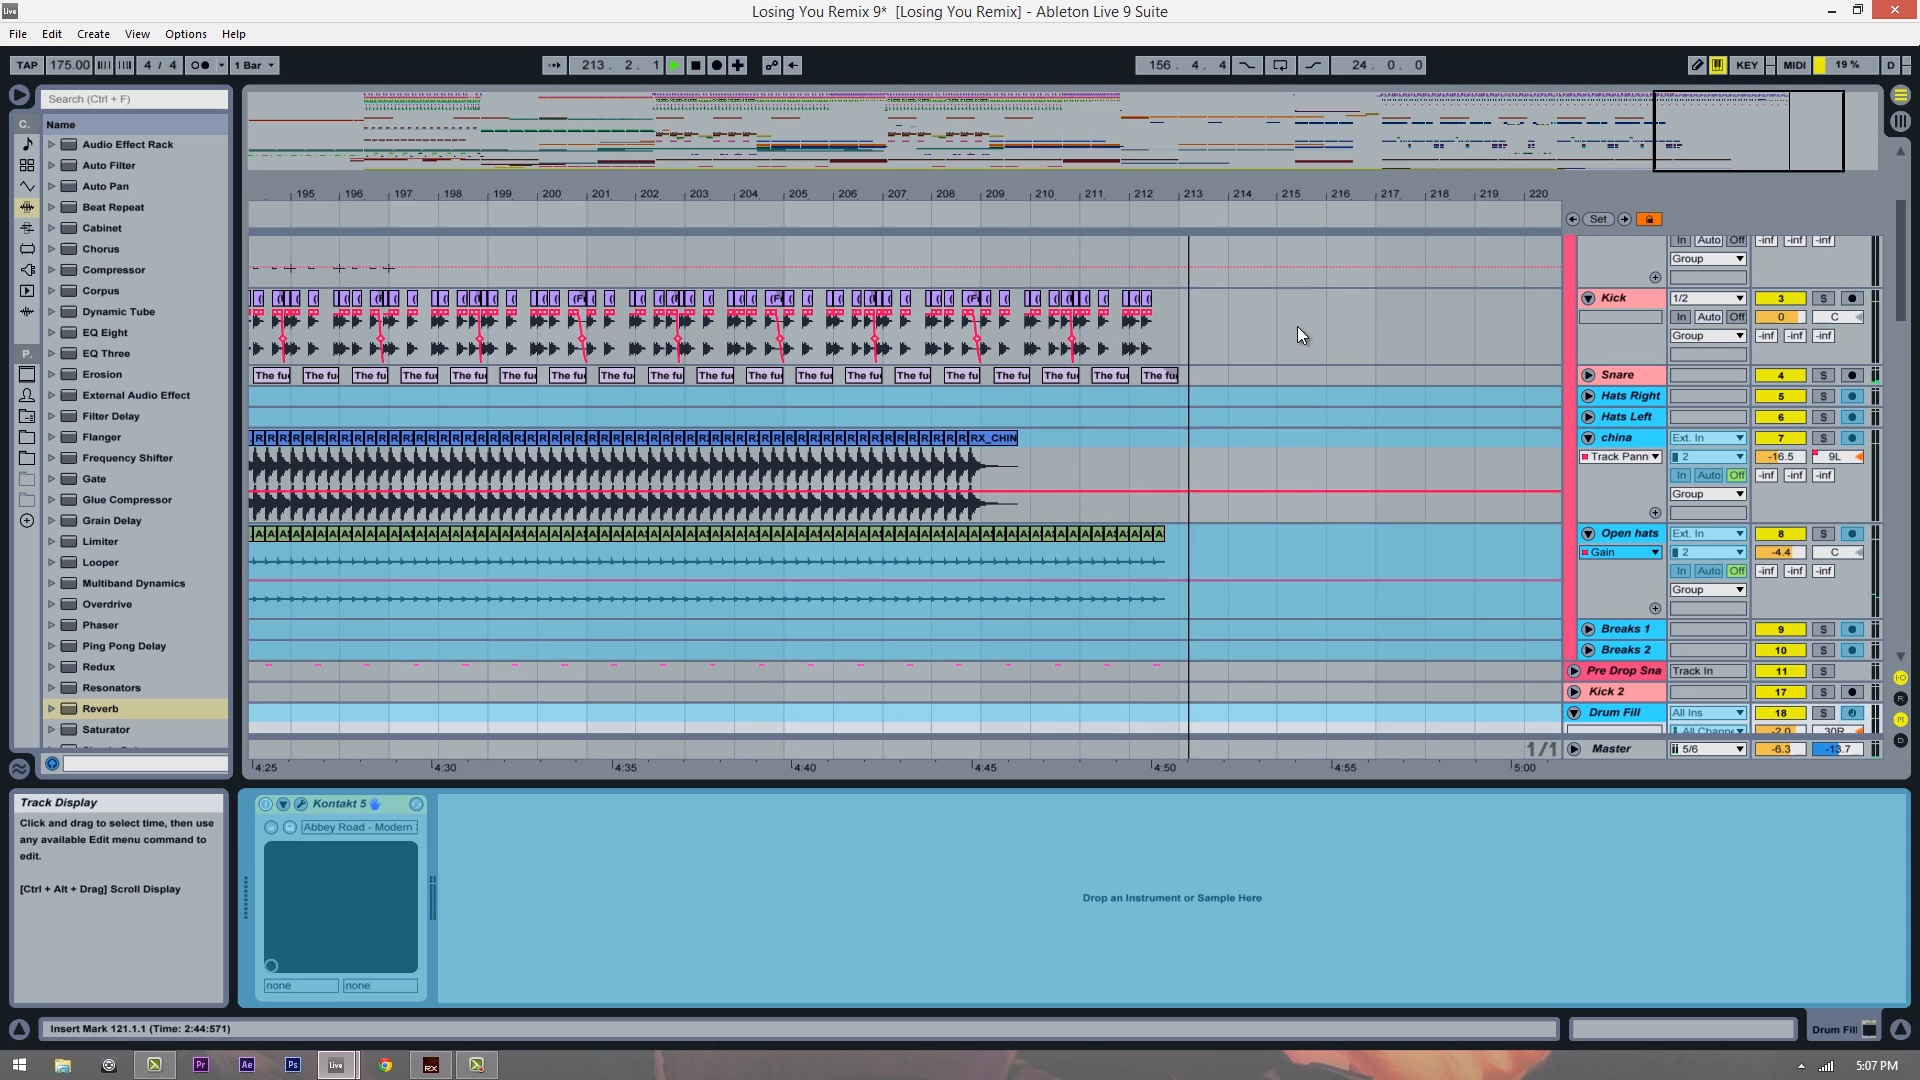 Live
Losing You Remix 9* [Losing You Remix] - Ableton Live 9 Suite
File Edit Create View Options Help
TAP 175.00 4 / 4 1 Bar 213 . 2 . 1 156 . 4 . 4 24 . 0 . 0 KEY MIDI 19 % D
Search (Ctrl + F)
C.
Name
Audio Effect Rack
Auto Filter
Auto Pan
Beat Repeat
Cabinet
Chorus
Compressor
Corpus
Dynamic Tube
EQ Eight
EQ Three
P.
Erosion
External Audio Effect
Filter Delay
Flanger
Frequency Shifter
Gate
Glue Compressor
Grain Delay
Limiter
Looper
Multiband Dynamics
Overdrive
Phaser
Ping Pong Delay
Redux
Resonators
Reverb
Saturator
195 196 197 198 199 200 201 202 203 204 205 206 207 208 209 210 211 212 213 214 215 216 217 218 219 220
Set
In Auto Off -inf -inf -inf
Group
Kick 1/2 3 S
In Auto Off 0 C
Group -inf -inf -inf
The fu The fu The fu The fu The fu The fu The fu The fu The fu The fu The fu The fu The fu The fu The fu The fu The fu The fu The fu
Snare 4 S
Hats Right 5 S
Hats Left 6 S
RX_CHIN
china Ext. In 7 S
Track Pann 2 -16.5 9L
In Auto Off -inf -inf -inf
Group
Open hats Ext. In 8 S
Gain 2 -4.4 C
In Auto Off -inf -inf -inf
Group
Breaks 1 9 S
Breaks 2 10 S
Pre Drop Sna Track In 11 S
Kick 2 17 S
Drum Fill All Ins 18 S
All Channe -2.0 30R
1/1 Master 5/6 -6.3 -13.7
4:25 4:30 4:35 4:40 4:45 4:50 4:55 5:00
Track Display
Click and drag to select time, then use
any available Edit menu command to
edit.
[Ctrl + Alt + Drag] Scroll Display
Kontakt 5
Abbey Road - Modern
none none
Drop an Instrument or Sample Here
Insert Mark 121.1.1 (Time: 2:44:571)
Drum Fill
Pr Ae Ps Live RX
5:07 PM